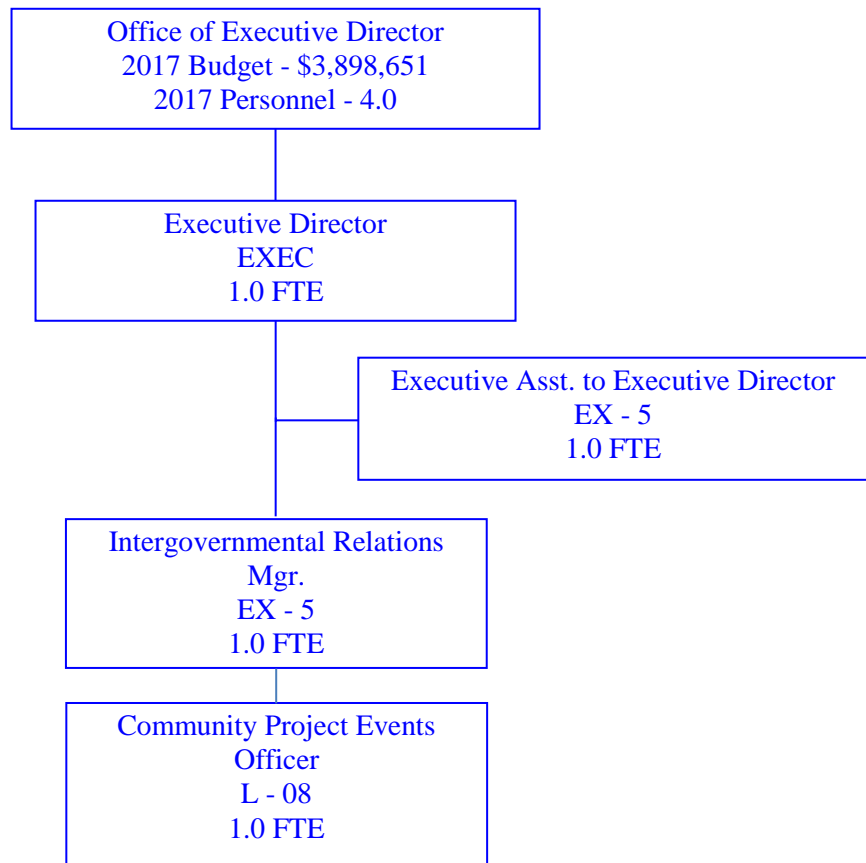 Office of Executive Director
2017 Budget - $3,898,651
2017 Personnel - 4.0
Executive Director
EXEC
1.0 FTE
Executive Asst. to Executive Director
EX - 5
1.0 FTE
Intergovernmental Relations
Mgr.
EX - 5
1.0 FTE
Community Project Events
Officer
L - 08
1.0 FTE